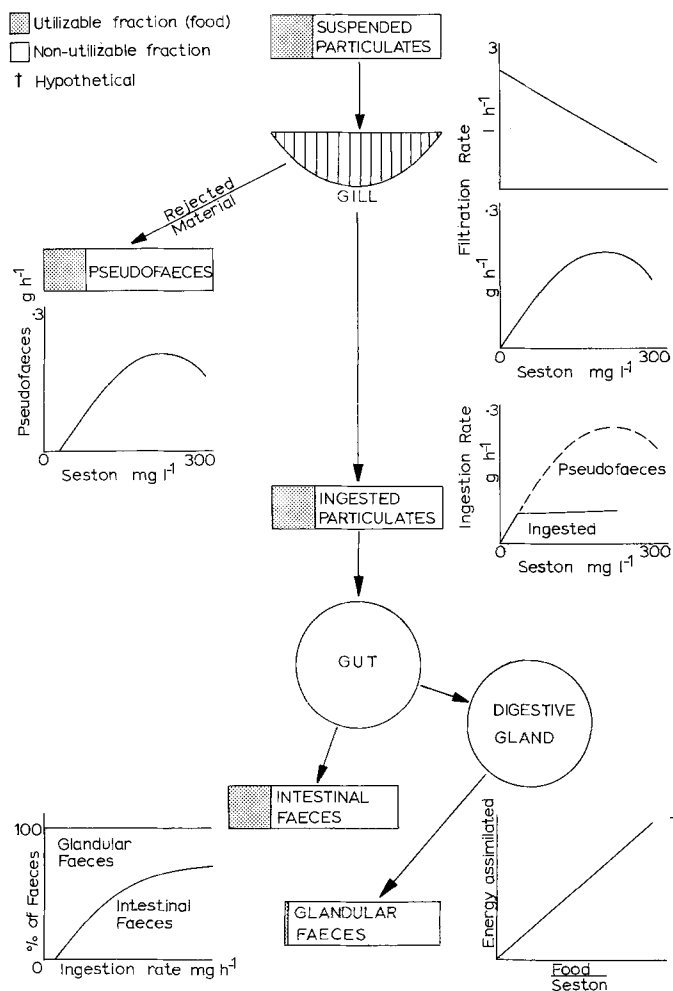 Utilizable fraction (food)
Non-utilizable fraction
† Hypothetical
SUSPENDED
PARTICULATES
GILL
Rejected
Material
PSEUDOFAECES
Pseudofaeces g h-1
.3
0
300
Seston mg l-1
Filtration Rate
3
l h-1
.3
g h-1
0
300
Seston mg l-1
Ingestion Rate
g h-1
.3
Pseudofaeces
Ingested
0
300
Seston mg l-1
INGESTED
PARTICULATES
GUT
DIGESTIVE
GLAND
INTESTINAL
FAECES
GLANDULAR
FAECES
% of Faeces
100
Glandular
Faeces
Intestinal
Faeces
0
Ingestion rate mg h-1
Energy assimilated
Food
Seston